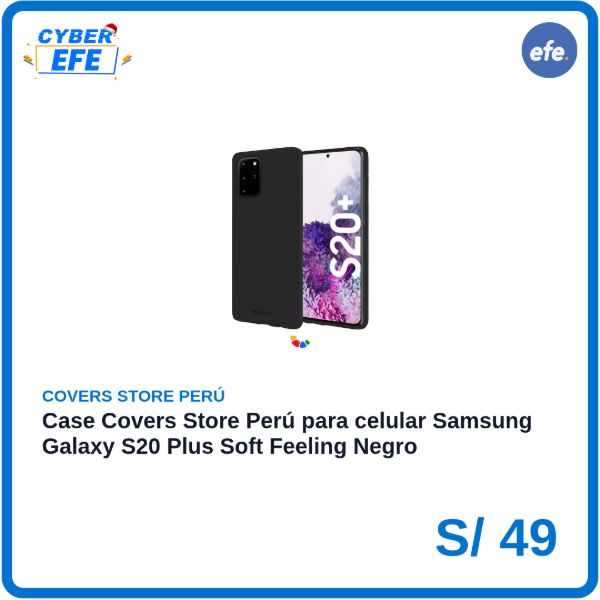 CYBER
EFE
efe.
S20+
COVERS STORE PERÚ
Case Covers Store Perú para celular Samsung
Galaxy S20 Plus Soft Feeling Negro
S/ 49